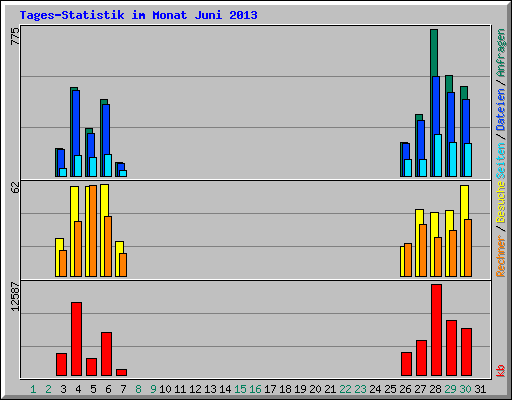 Tages-Statistik im Monat Juni 2013
775
62
12587
Anfragen
Dateien /
Seiten /
Besuche
Rechner /
kb
1 2 3 4 5 6 7 8 9 10 11 12 13 14 15 16 17 18 19 20 21 22 23 24 25 26 27 28 29 30 31